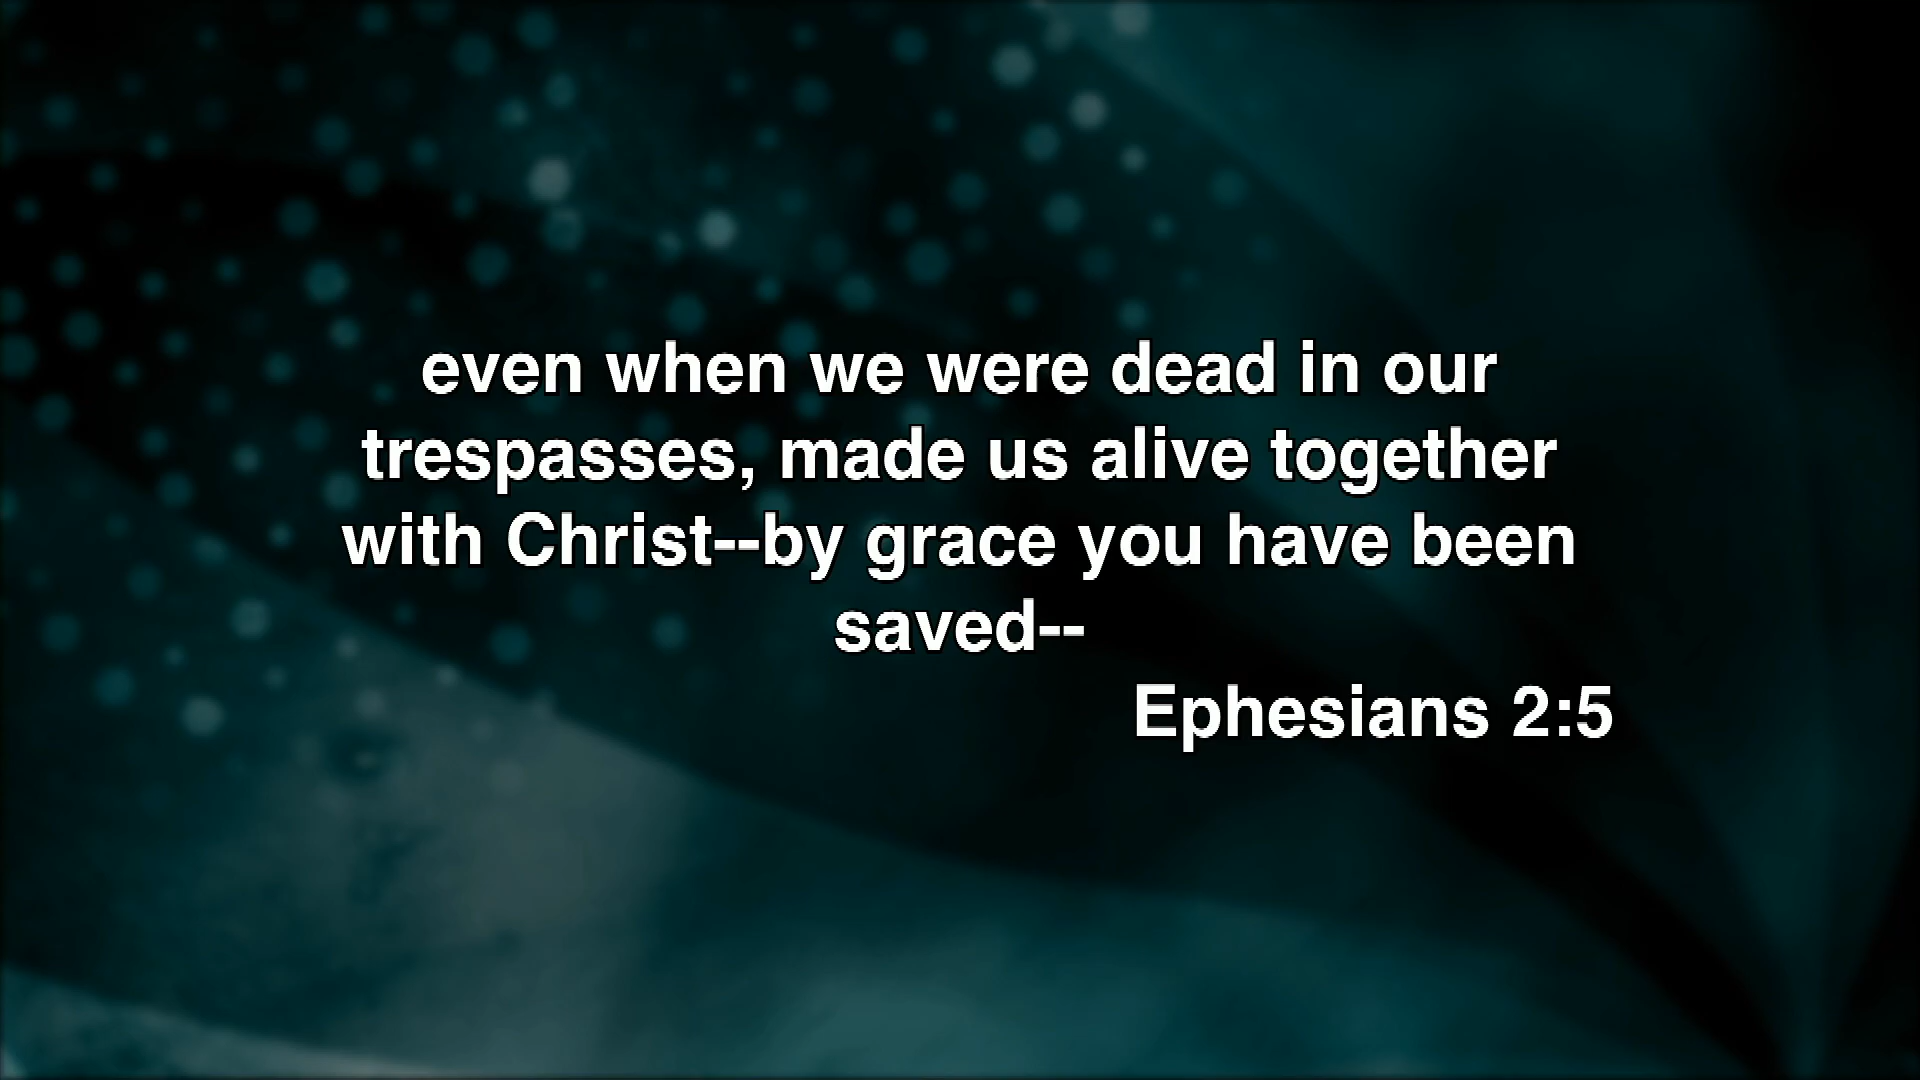 even when we were dead in our
trespasses, made us alive together
with Christ--by grace you have been
saved--
Ephesians 2:5